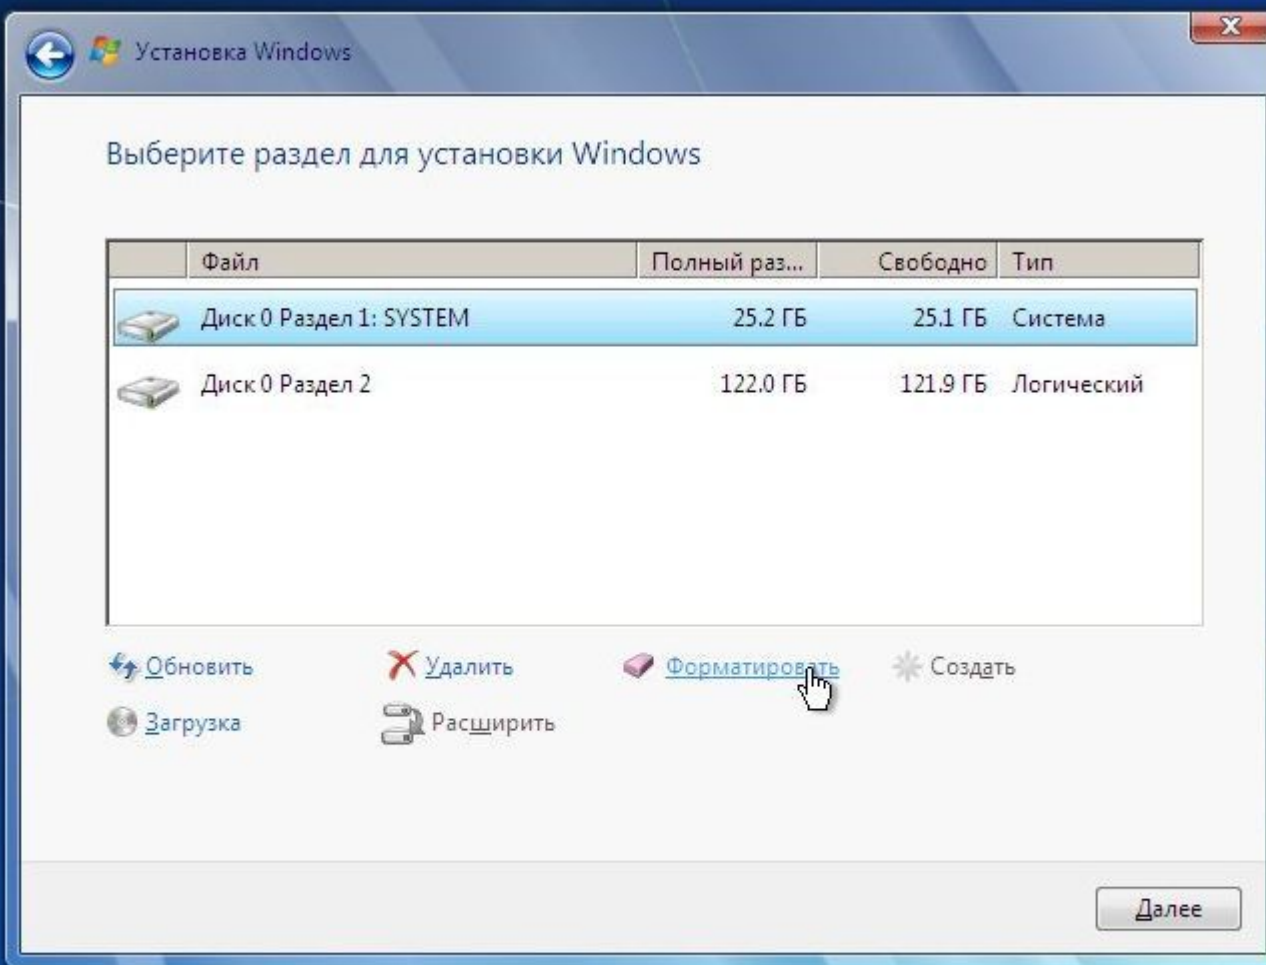 Установка Windows
Выберите раздел для установки Windows
Файл Полный раз... Свободно Тип
Диск 0 Раздел 1: SYSTEM 25.2 ГБ 25.1 ГБ Система
Диск 0 Раздел 2 122.0 ГБ 121.9 ГБ Логический
Обновить Удалить Форматировать Создать
Загрузка Расширить
Далее